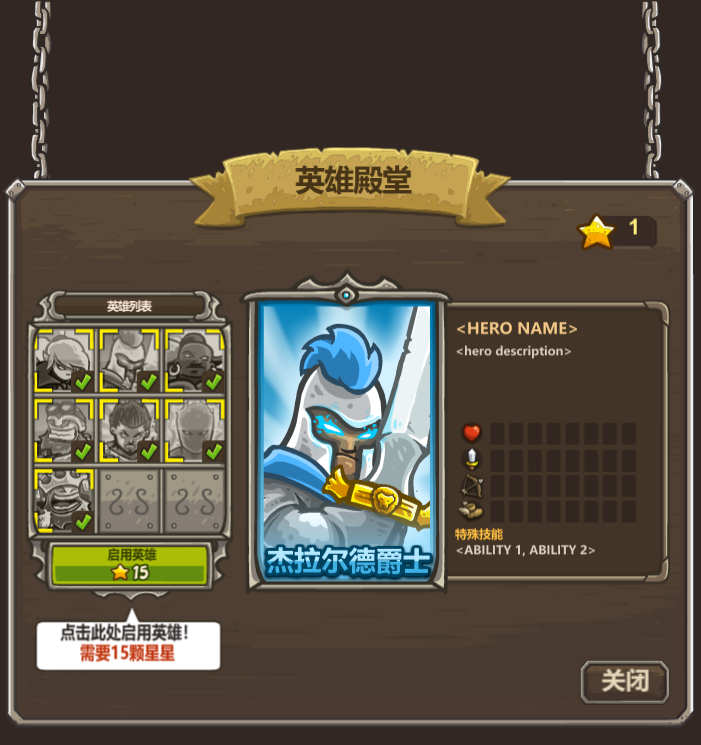 英雄殿堂
1
英雄列表
启用英雄
15
点击此处启用英雄！
需要15颗星星
杰拉尔德爵士
<HERO NAME>
<hero description>
特殊技能
<ABILITY 1, ABILITY 2>
关闭